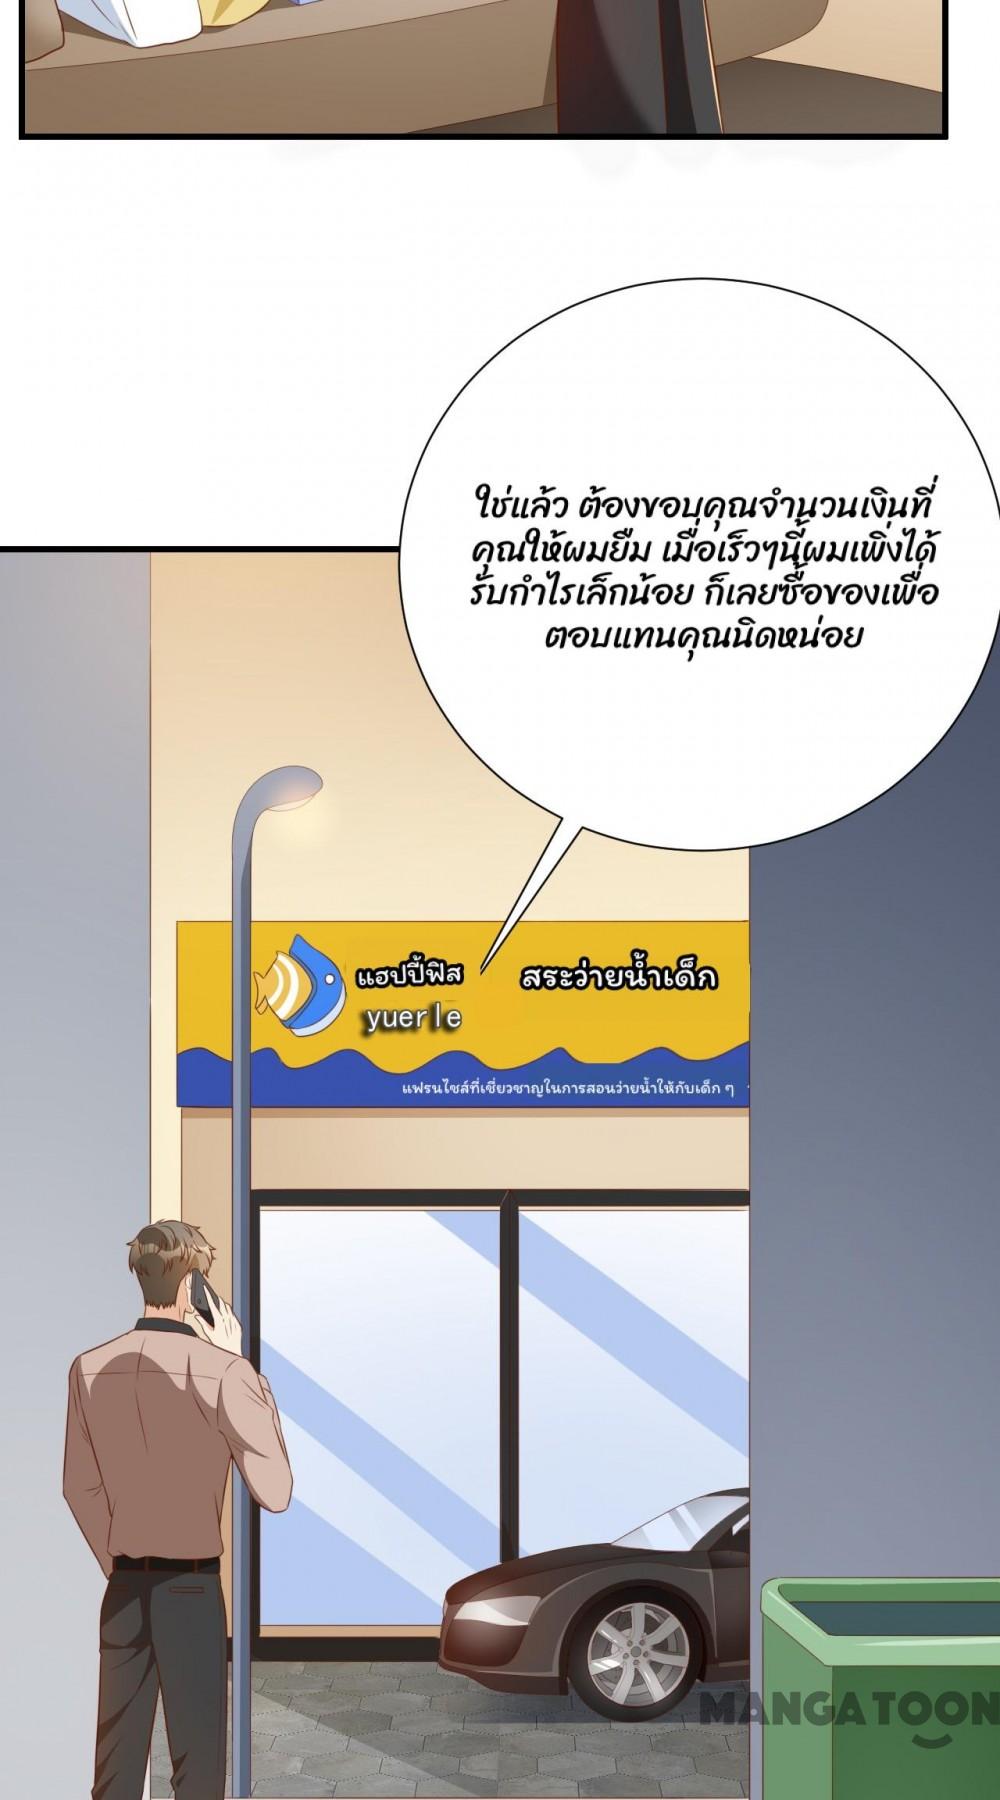 ใช่แล้ว ต้องขอบคุณจำนวนเงินที่
คุณให้ผมยืม เมื่อเร็วๆนี้ผมเพิ่งได้
รับกำไรเล็กน้อย ก็เลยซื้อของเพื่อ
ตอบแทนคุณนิดหน่อย
แฮปปี้ฟิส สระว่ายน้ำเด็ก
yuerle
แฟรนไชส์ที่เชี่ยวชาญในการสอนว่ายน้ำให้กับเด็ก ๆ
MANGATOON